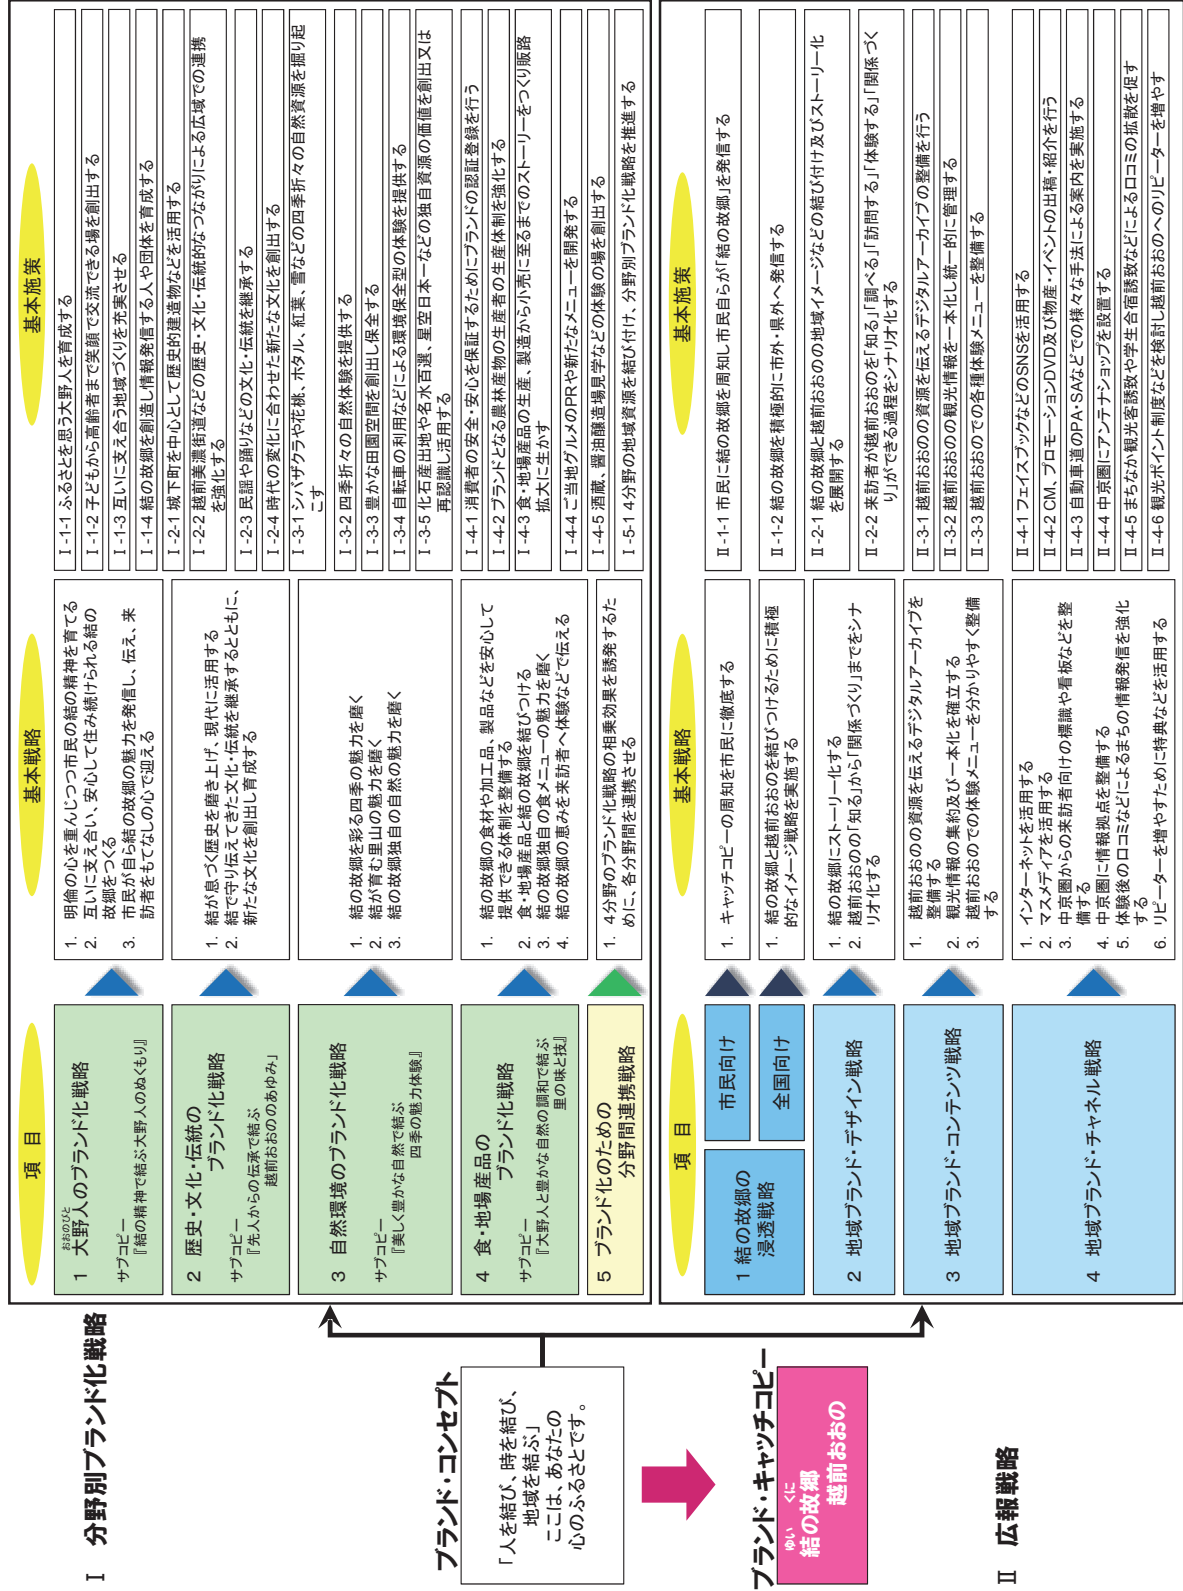 Ⅰ 分野別ブランド化戦略
ブランド・コンセプト
「人を結び、時を結び、
地域を結ぶ」
ここは、あなたの
心のふるさとです。
ブランド・キャッチコピー
ゆい くに
結の故郷
越前おおの
Ⅱ 広報戦略
項 目
基本戦略
基本施策
おおのびと
1 大野人のブランド化戦略
サブコピー
『結の精神で結ぶ大野人のぬくもり』
1. 明倫の心を重んじつつ市民の結の精神を育てる
2. 互いに支え合い、安心して住み続けられる結の
故郷をつくる
3. 市民が自ら結の故郷の魅力を発信し、伝え、来
訪者をもてなしの心で迎える
Ⅰ-1-1 ふるさとを思う大野人を育成する
Ⅰ-1-2 子どもから高齢者まで笑顔で交流できる場を創出する
Ⅰ-1-3 互いに支え合う地域づくりを充実させる
Ⅰ-1-4 結の故郷を創造し情報発信する人や団体を育成する
2 歴史・文化・伝統の
ブランド化戦略
サブコピー
『先人からの伝承で結ぶ
越前おおののあゆみ」
1. 結が息づく歴史を磨き上げ、現代に活用する
2. 結で守り伝えてきた文化・伝統を継承するとともに、
新たな文化を創出し育成する
Ⅰ-2-1 城下町を中心として歴史的建造物などを活用する
Ⅰ-2-2 越前美濃街道などの歴史・文化・伝統的なつながりによる広域での連携
を強化する
Ⅰ-2-3 民謡や踊りなどの文化・伝統を継承する
Ⅰ-2-4 時代の変化に合わせた新たな文化を創出する
3 自然環境のブランド化戦略
サブコピー
『美しく豊かな自然で結ぶ
四季の魅力体験』
1. 結の故郷を彩る四季の魅力を磨く
2. 結が育む里山の魅力を磨く
3. 結の故郷独自の自然の魅力を磨く
Ⅰ-3-1 シバザクラや花桃、ホタル、紅葉、雪などの四季折々の自然資源を掘り起
こす
Ⅰ-3-2 四季折々の自然体験を提供する
Ⅰ-3-3 豊かな田園空間を創出し保全する
Ⅰ-3-4 自転車の利用などによる環境保全型の体験を提供する
Ⅰ-3-5 化石産出地や名水百選、星空日本一などの独自資源の価値を創出又は
再認識し活用する
4 食・地場産品の
ブランド化戦略
サブコピー
『大野人と豊かな自然の調和で結ぶ
里の味と技』
1. 結の故郷の食材や加工品、製品などを安心して
提供できる体制を整備する
2. 食・地場産品と結の故郷を結びつける
3. 結の故郷独自の食メニューの魅力を磨く
4. 結の故郷の恵みを来訪者へ体験などで伝える
Ⅰ-4-1 消費者の安全・安心を保証するためにブランドの認証登録を行う
Ⅰ-4-2 ブランドとなる農林産物の生産者の生産体制を強化する
Ⅰ-4-3 食・地場産品の生産、製造から小売に至るまでのストーリーをつくり販路
拡大に生かす
Ⅰ-4-4 ご当地グルメのPRや新たなメニューを開発する
Ⅰ-4-5 酒蔵、醤油醸造場見学などの体験の場を創出する
5 ブランド化のための
分野間連携戦略
1. 4分野のブランド化戦略の相乗効果を誘発するた
めに、各分野間を連携させる
Ⅰ-5-1 4分野の地域資源を結び付け、分野別ブランド化戦略を推進する
項 目
基本戦略
基本施策
1 結の故郷の
浸透戦略
市民向け
1. キャッチコピーの周知を市民に徹底する
Ⅱ-1-1 市民に結の故郷を周知し市民自らが「結の故郷」を発信する
全国向け
1. 結の故郷と越前おおのを結びつけるために積極
的なイメージ戦略を実施する
Ⅱ-1-2 結の故郷を積極的に市外・県外へ発信する
2 地域ブランド・デザイン戦略
1. 結の故郷にストーリー化する
2. 越前おおのの「知る」から「関係づくり」までをシナ
リオ化する
Ⅱ-2-1 結の故郷と越前おおのの地域イメージなどの結び付け及びストーリー化
を展開する
Ⅱ-2-2 来訪者が越前おおのを「知る」「調べる」「訪問する」「体験する」「関係づく
り」ができる過程をシナリオ化する
3 地域ブランド・コンテンツ戦略
1. 越前おおのの資源を伝えるデジタルアーカイブを
整備する
2. 観光情報の集約及び一本化を確立する
3. 越前おおのでの体験メニューを分かりやすく整備
する
Ⅱ-3-1 越前おおのの資源を伝えるデジタルアーカイブの整備を行う
Ⅱ-3-2 越前おおのの観光情報を一本化し統一的に管理する
Ⅱ-3-3 越前おおのでの各種体験メニューを整備する
4 地域ブランド・チャネル戦略
1. インターネットを活用する
2. マスメディアを活用する
3. 中京圏からの来訪者向けの標識や看板などを整
備する
4. 中京圏に情報拠点を整備する
5. 体験後の口コミなどによるまちの情報発信を強化
する
6. リピーターを増やすために特典などを活用する
Ⅱ-4-1 フェイスブックなどのSNSを活用する
Ⅱ-4-2 CM、プロモーションDVD及び物産・イベントの出稿・紹介を行う
Ⅱ-4-3 自動車道のPA・SAなどでの様々な手法による案内を実施する
Ⅱ-4-4 中京圏にアンテナショップを設置する
Ⅱ-4-5 まちなか観光客誘致や学生合宿誘致などによる口コミの拡散を促す
Ⅱ-4-6 観光ポイント制度などを検討し越前おおのへのリピーターを増やす